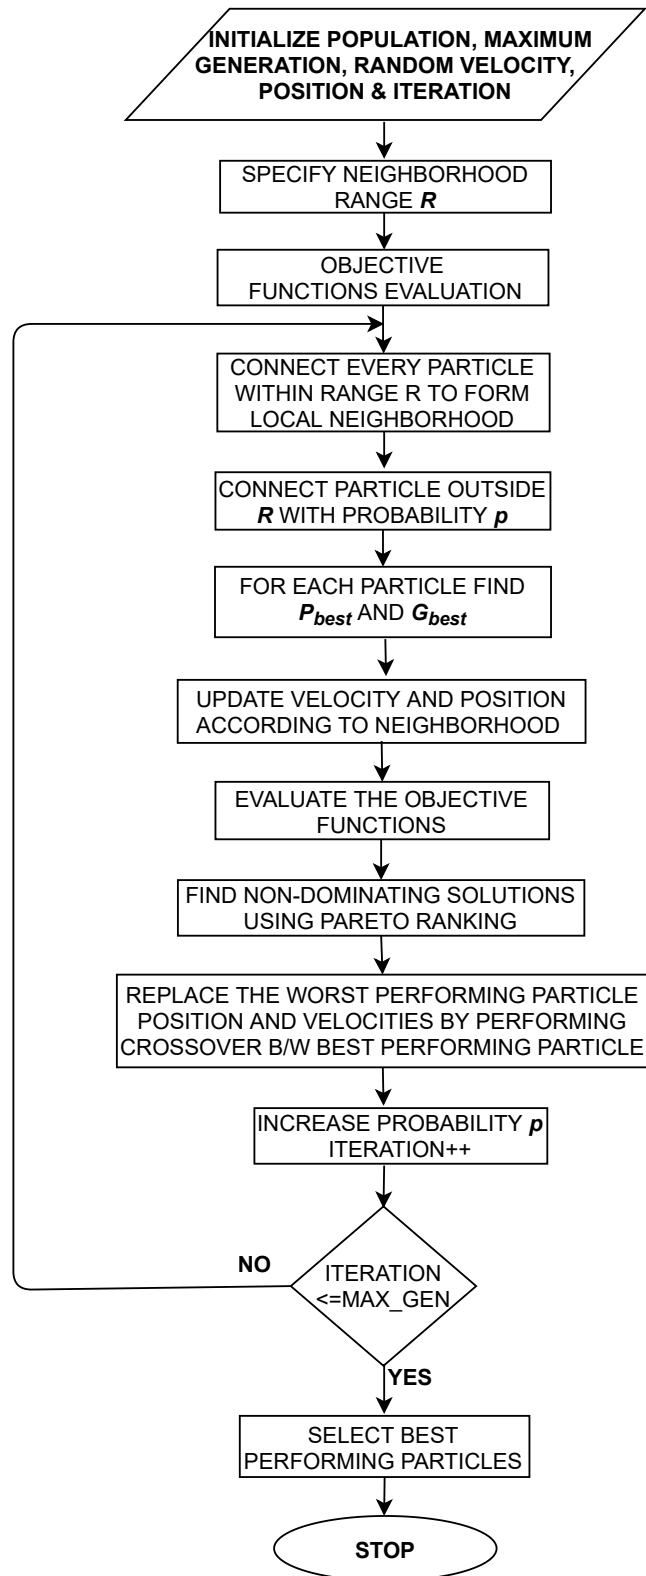 INITIALIZE POPULATION, MAXIMUM
GENERATION, RANDOM VELOCITY,
POSITION & ITERATION
SPECIFY NEIGHBORHOOD
RANGE R
OBJECTIVE
FUNCTIONS EVALUATION
CONNECT EVERY PARTICLE
WITHIN RANGE R TO FORM
LOCAL NEIGHBORHOOD
CONNECT PARTICLE OUTSIDE
R WITH PROBABILITY p
FOR EACH PARTICLE FIND
Pbest AND Gbest
UPDATE VELOCITY AND POSITION
ACCORDING TO NEIGHBORHOOD
EVALUATE THE OBJECTIVE
FUNCTIONS
FIND NON-DOMINATING SOLUTIONS
USING PARETO RANKING
REPLACE THE WORST PERFORMING PARTICLE
POSITION AND VELOCITIES BY PERFORMING
CROSSOVER B/W BEST PERFORMING PARTICLE
INCREASE PROBABILITY p
ITERATION++
NO
ITERATION
<=MAX_GEN
YES
SELECT BEST
PERFORMING PARTICLES
STOP